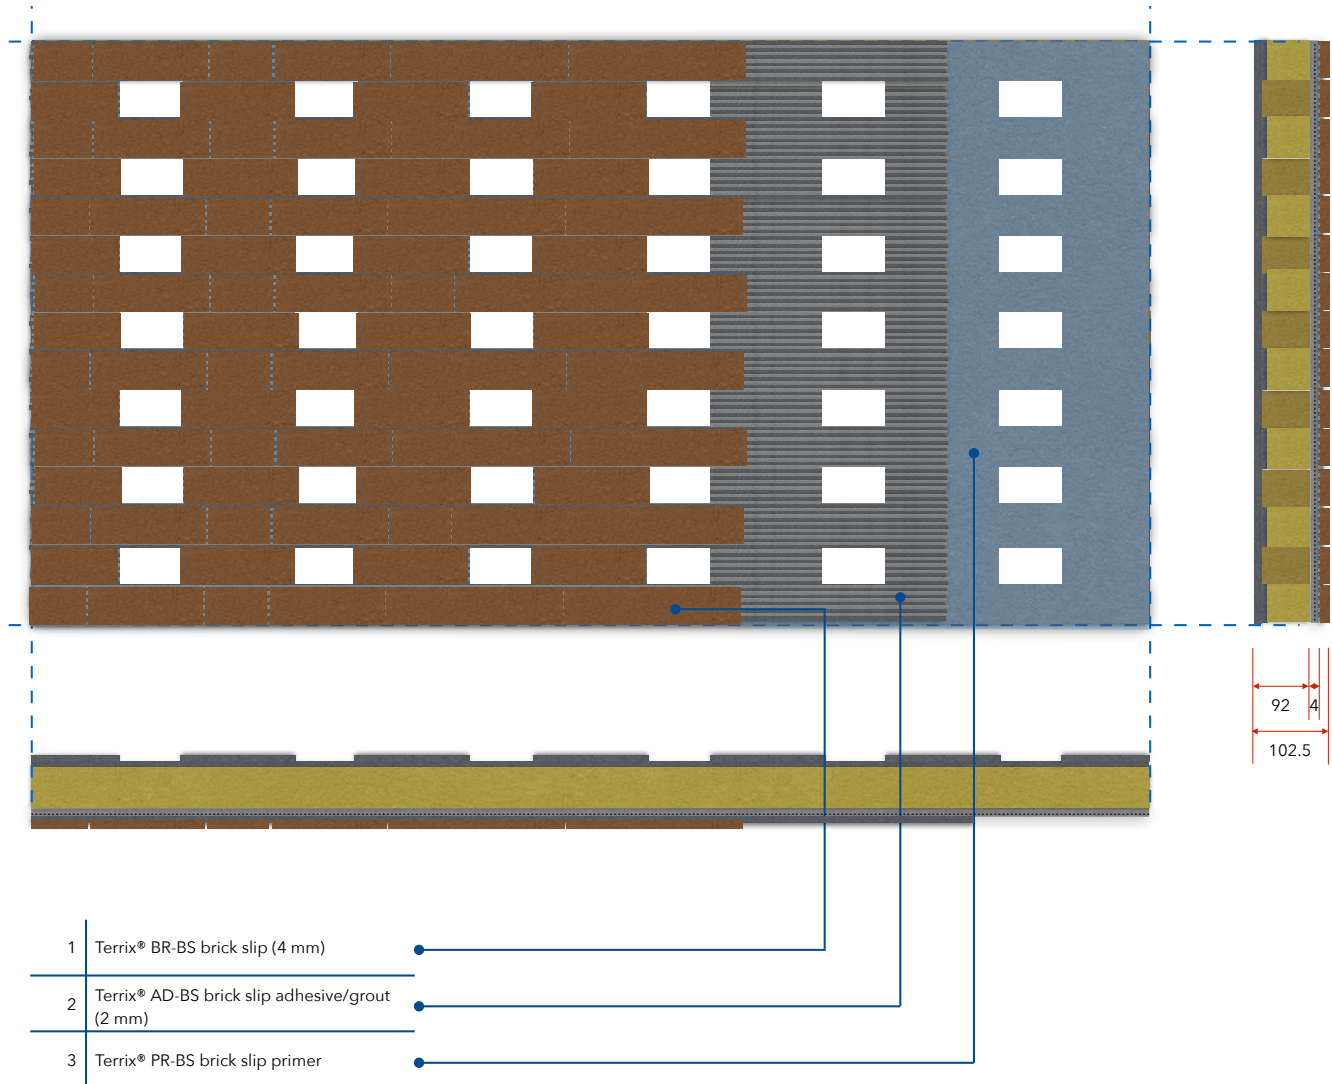 92 4
102.5
1 Terrix® BR-BS brick slip (4 mm)
2 Terrix® AD-BS brick slip adhesive/grout
(2 mm)
3 Terrix® PR-BS brick slip primer